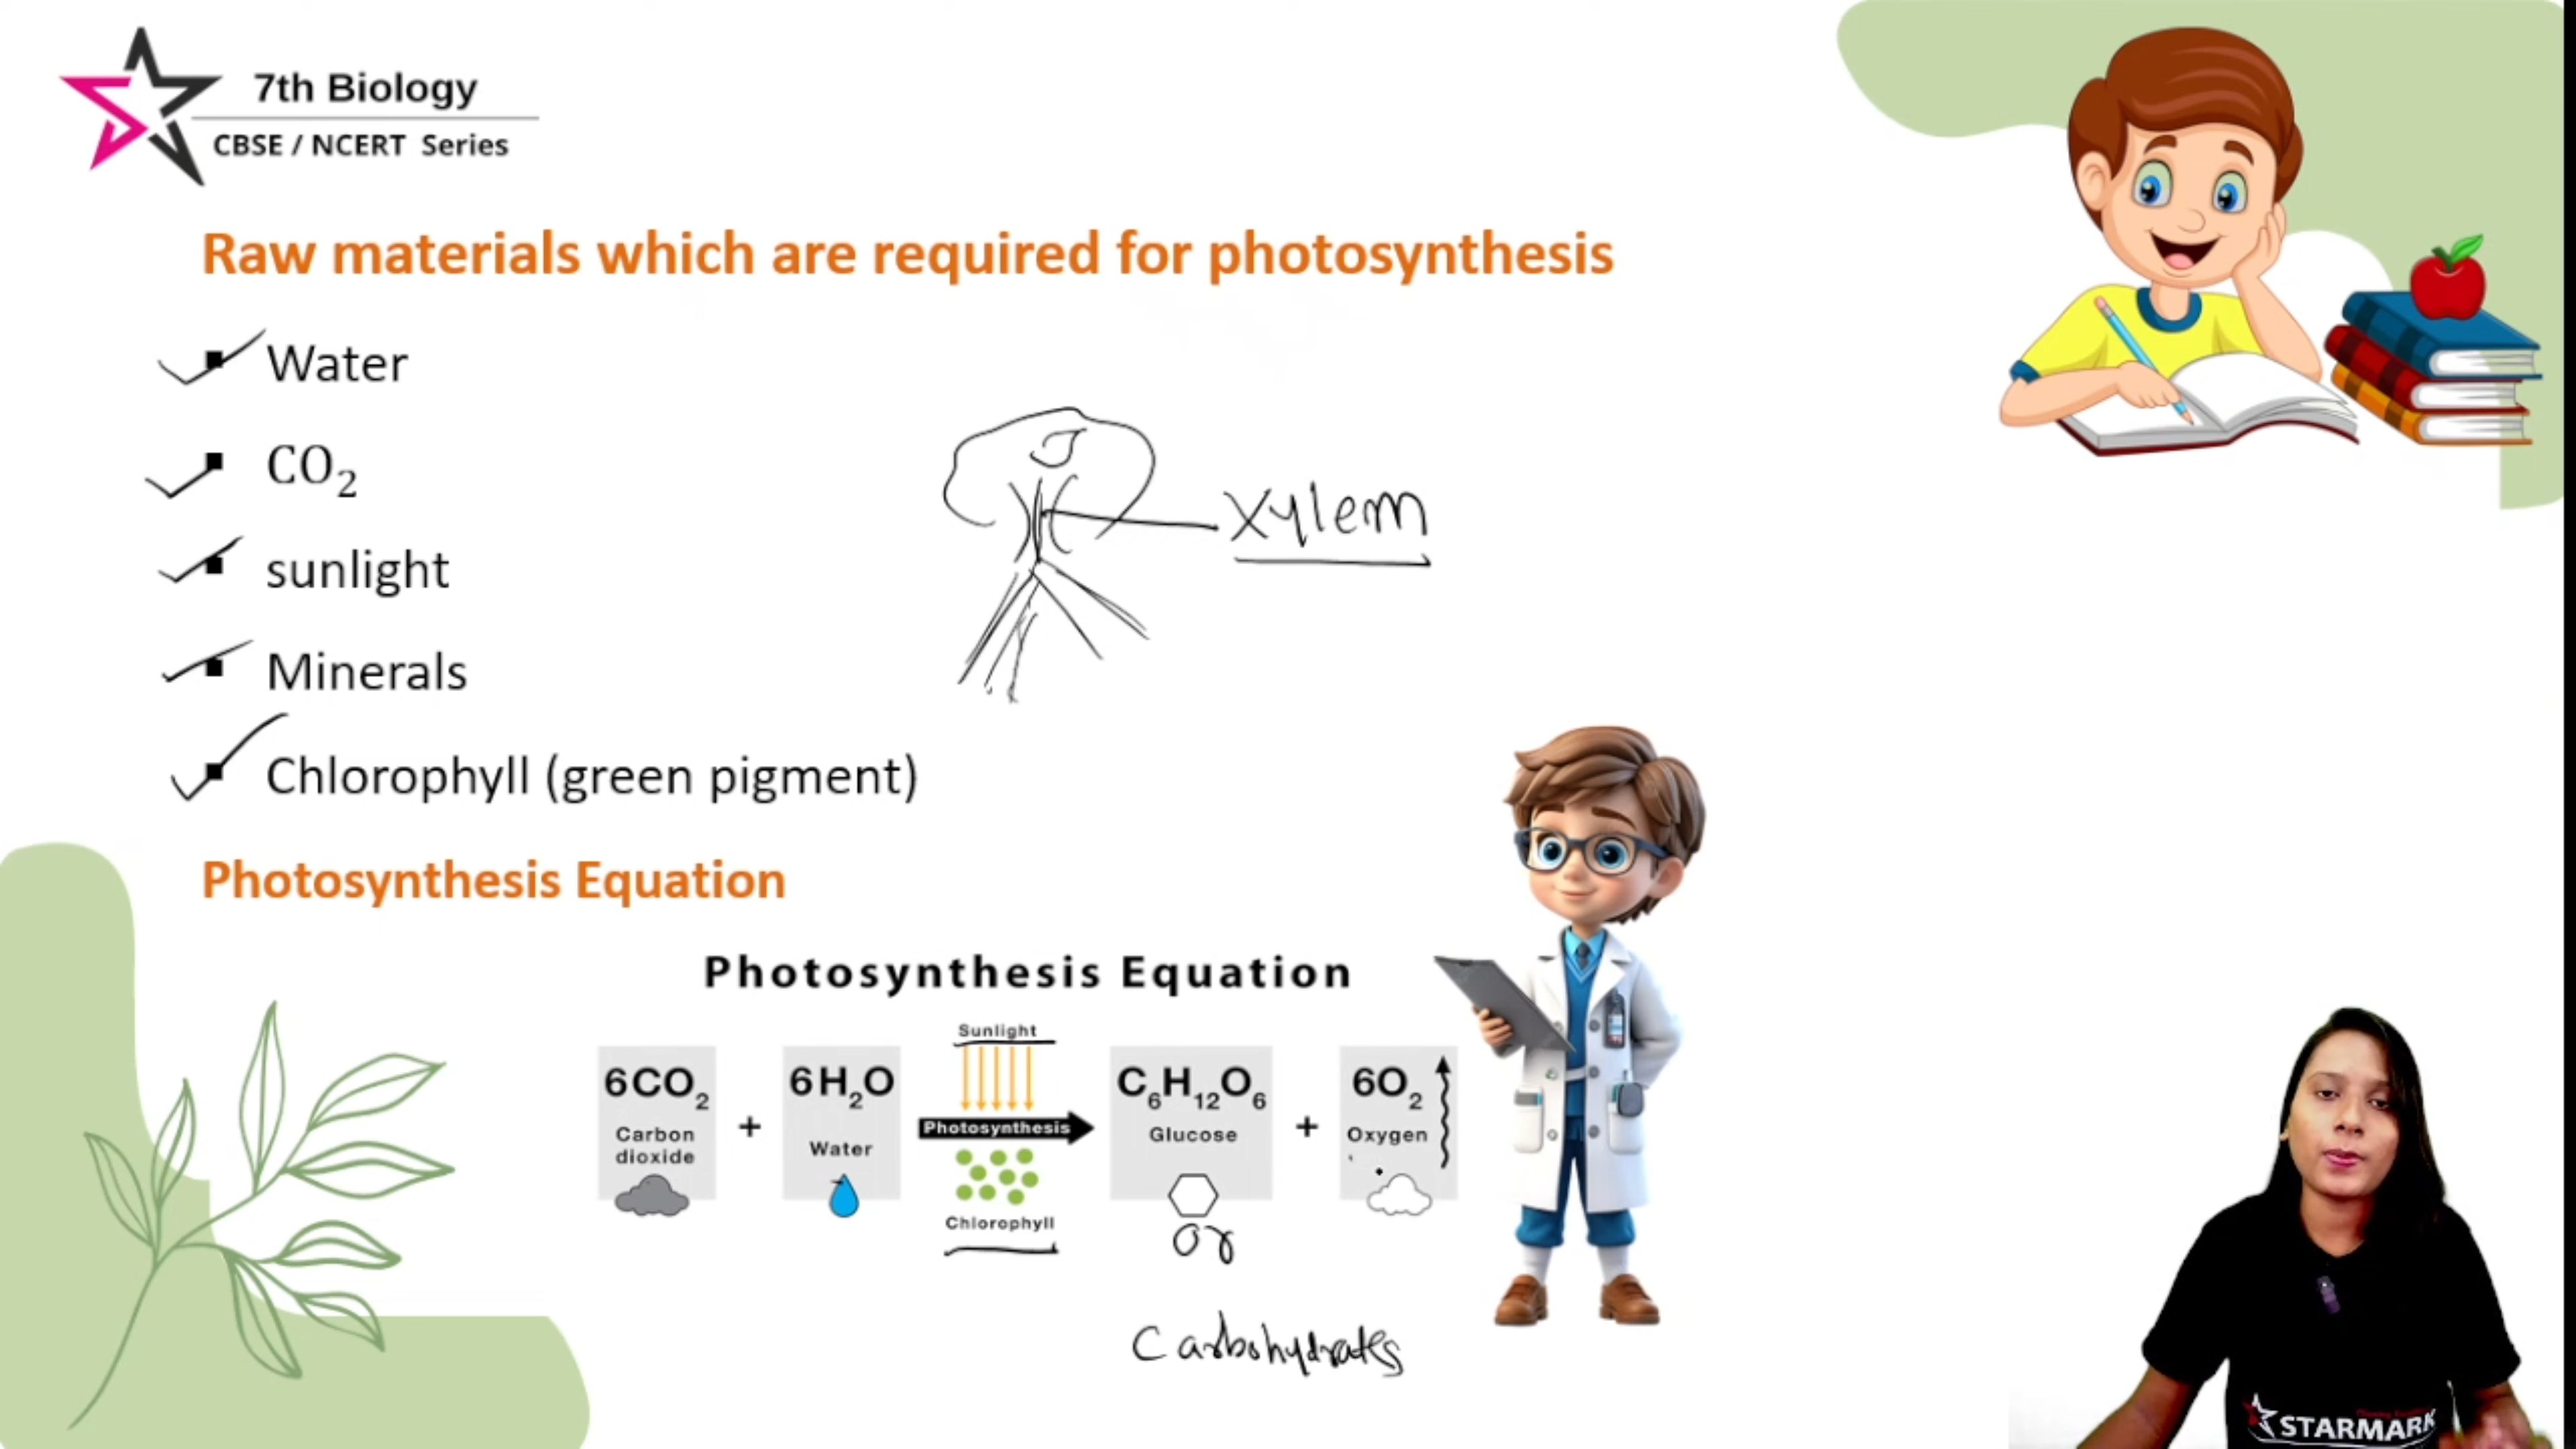 7th Biology
CBSE / NCERT Series
Raw materials which are required for photosynthesis
Water
CO₂
sunlight
Minerals
Chlorophyll (green pigment)
xylem
Photosynthesis Equation
Photosynthesis Equation
Sunlight
6CO₂ + 6H₂O Photosynthesis C₆H₁₂O₆ + 6O₂
Carbon dioxide Water Glucose Oxygen
Chlorophyll
or
Carbohydrates
STARMARK